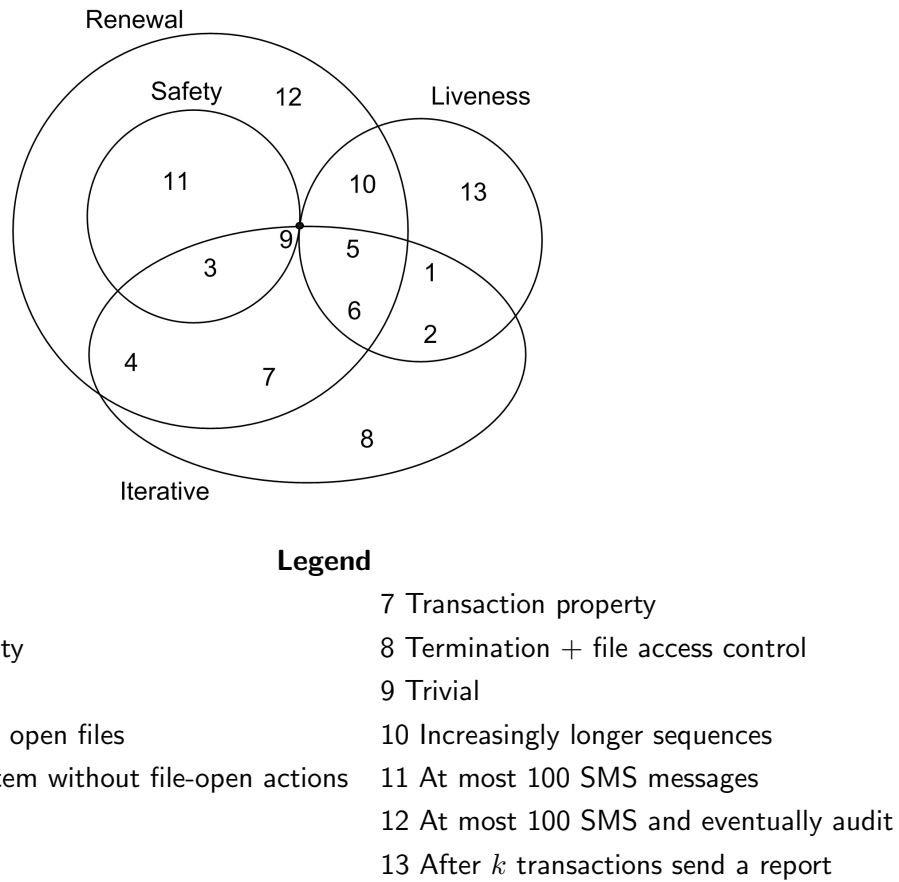 Renewal
Safety
12
Liveness
11
10
13
9
5
3
1
6
2
4
7
8
Iterative
Legend
7 Transaction property
ty
8 Termination + file access control
9 Trivial
open files
10 Increasingly longer sequences
tem without file-open actions
11 At most 100 SMS messages
12 At most 100 SMS and eventually audit
13 After k transactions send a report